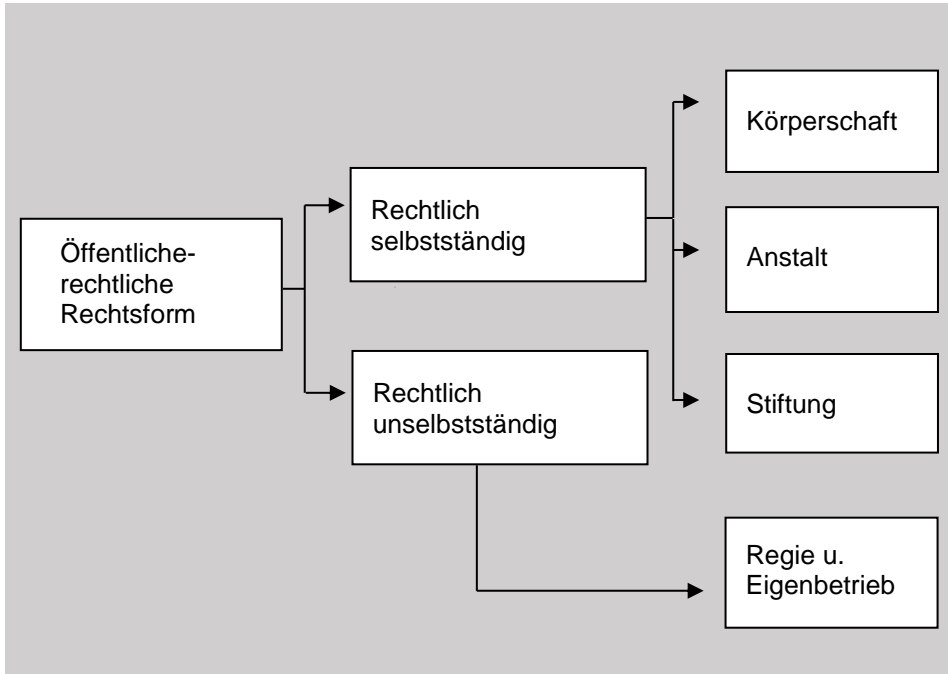 Öffentliche-
rechtliche
Rechtsform
Rechtlich
selbstständig
Rechtlich
unselbstständig
Körperschaft
Anstalt
Stiftung
Regie u.
Eigenbetrieb